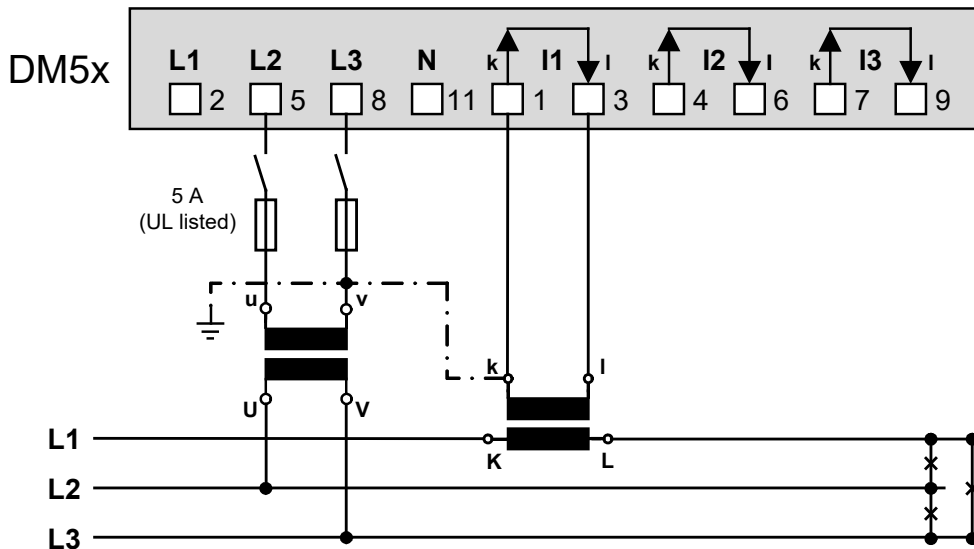 DM5x
L1 L2 L3 N k I1 l k I2 l k I3 l
2 5 8 11 1 3 4 6 7 9
5 A
(UL listed)
u v
k l
U V
L1 K L
L2
L3